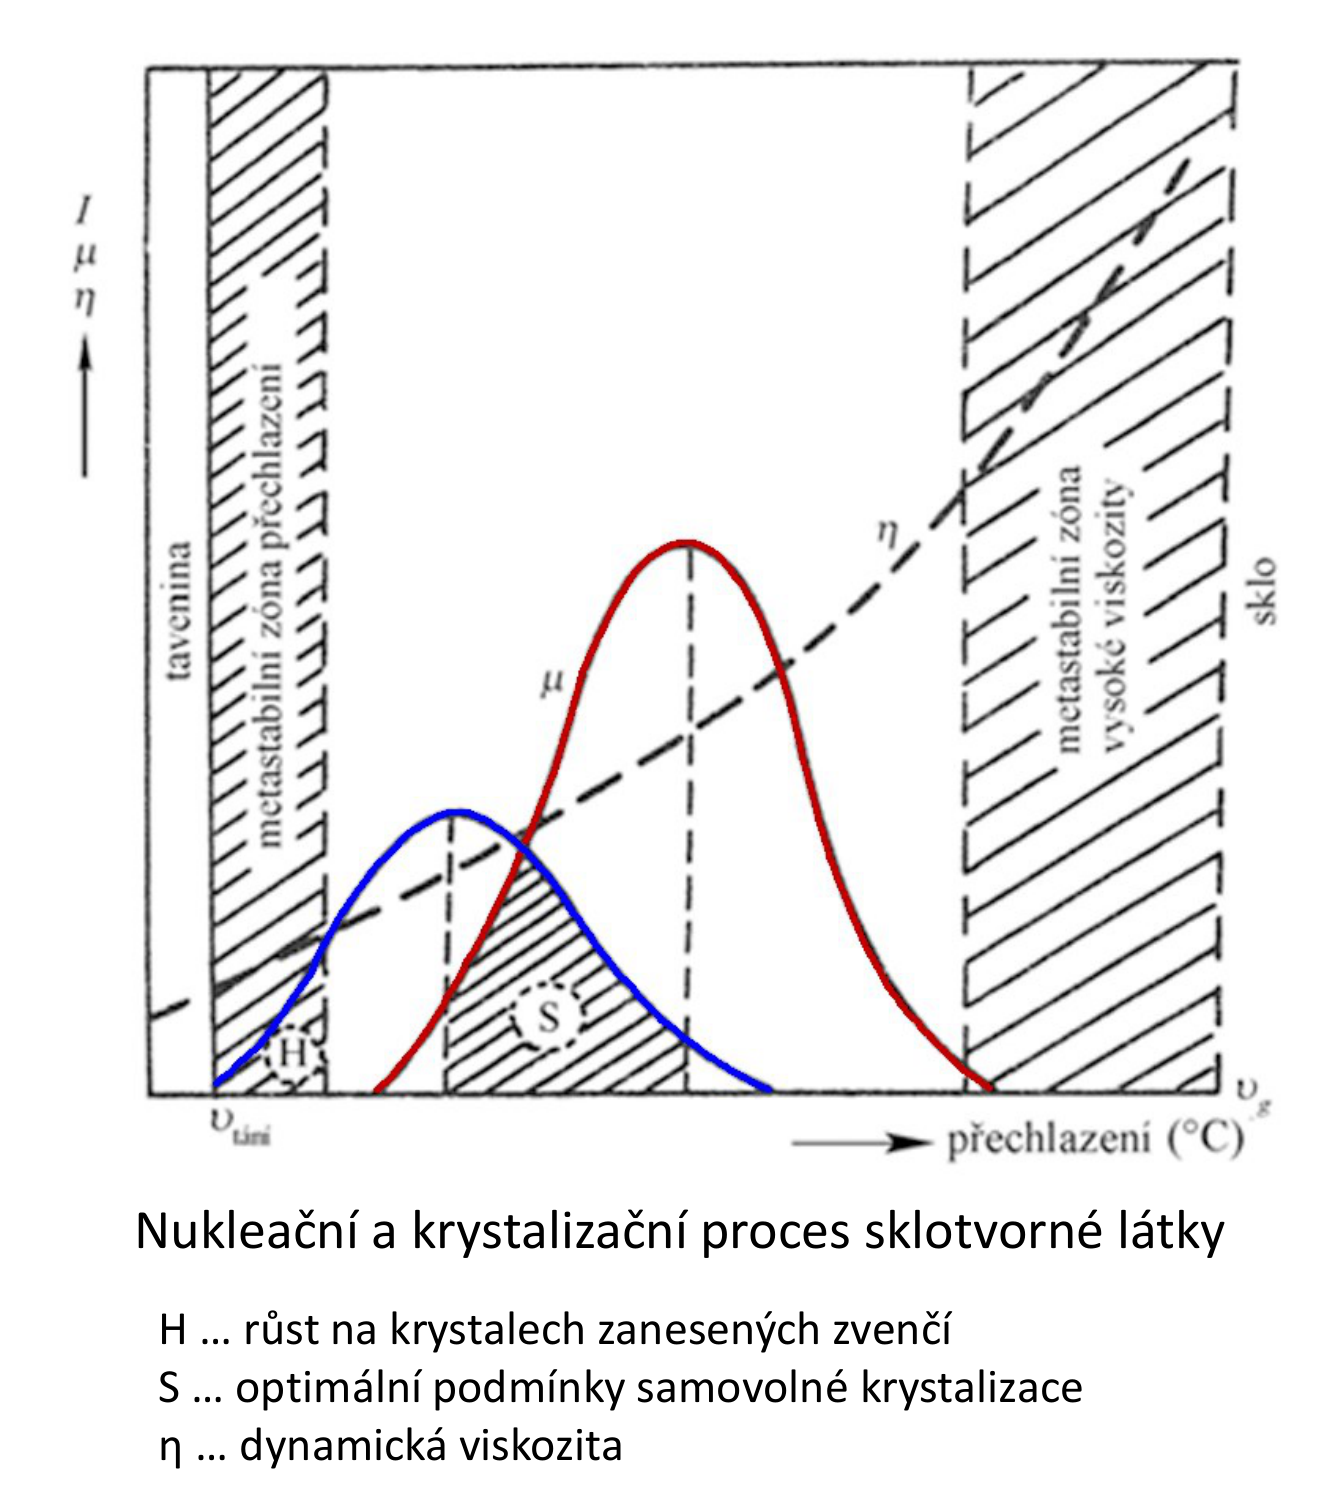 I
μ
η
tavenina
metastabilní zóna přechlazení
μ
η
H
S
metastabilní zóna
vysoké viskozity
sklo
υtání
υg
přechlazení (°C)
Nukleační a krystalizační proces sklotvorné látky
H ... růst na krystalech zanesených zvenčí
S ... optimální podmínky samovolné krystalizace
η ... dynamická viskozita